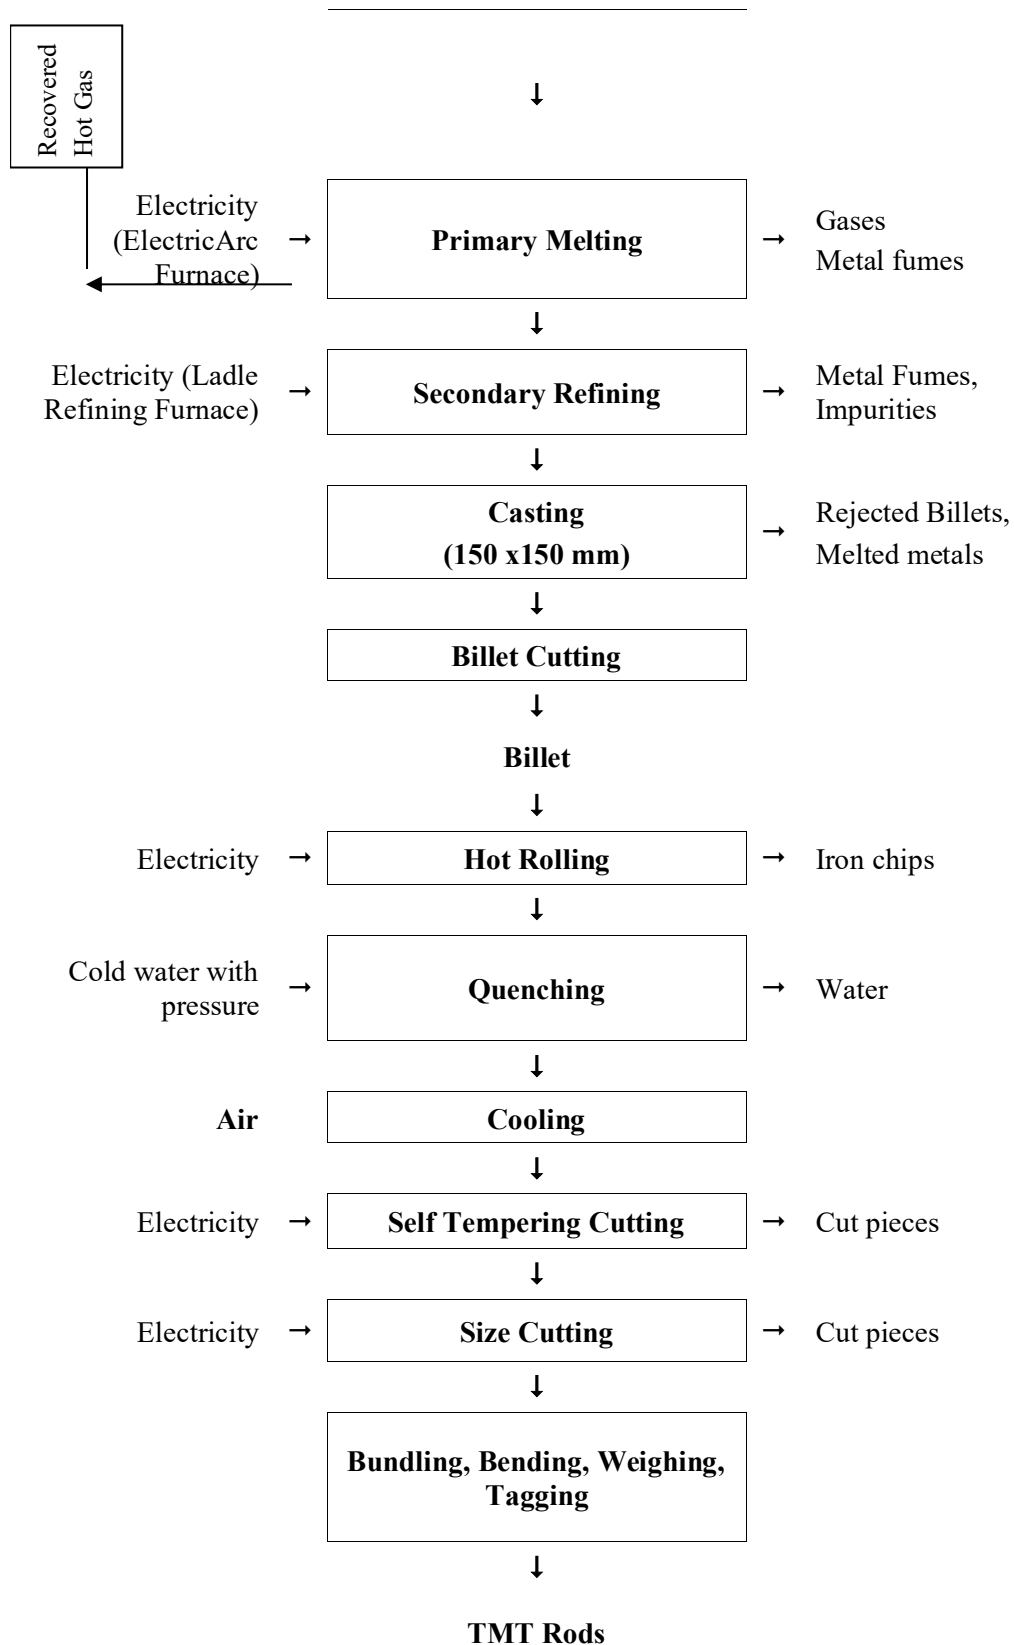 Recovered
Hot Gas
Electricity
(ElectricArc
Furnace)
→
Primary Melting
→
Gases
Metal fumes
Electricity (Ladle
Refining Furnace)
→
Secondary Refining
→
Metal Fumes,
Impurities
Casting
(150 x150 mm)
→
Rejected Billets,
Melted metals
Billet Cutting
Billet
Electricity
→
Hot Rolling
→
Iron chips
Cold water with
pressure
→
Quenching
→
Water
Air
Cooling
Electricity
→
Self Tempering Cutting
→
Cut pieces
Electricity
→
Size Cutting
→
Cut pieces
Bundling, Bending, Weighing,
Tagging
TMT Rods